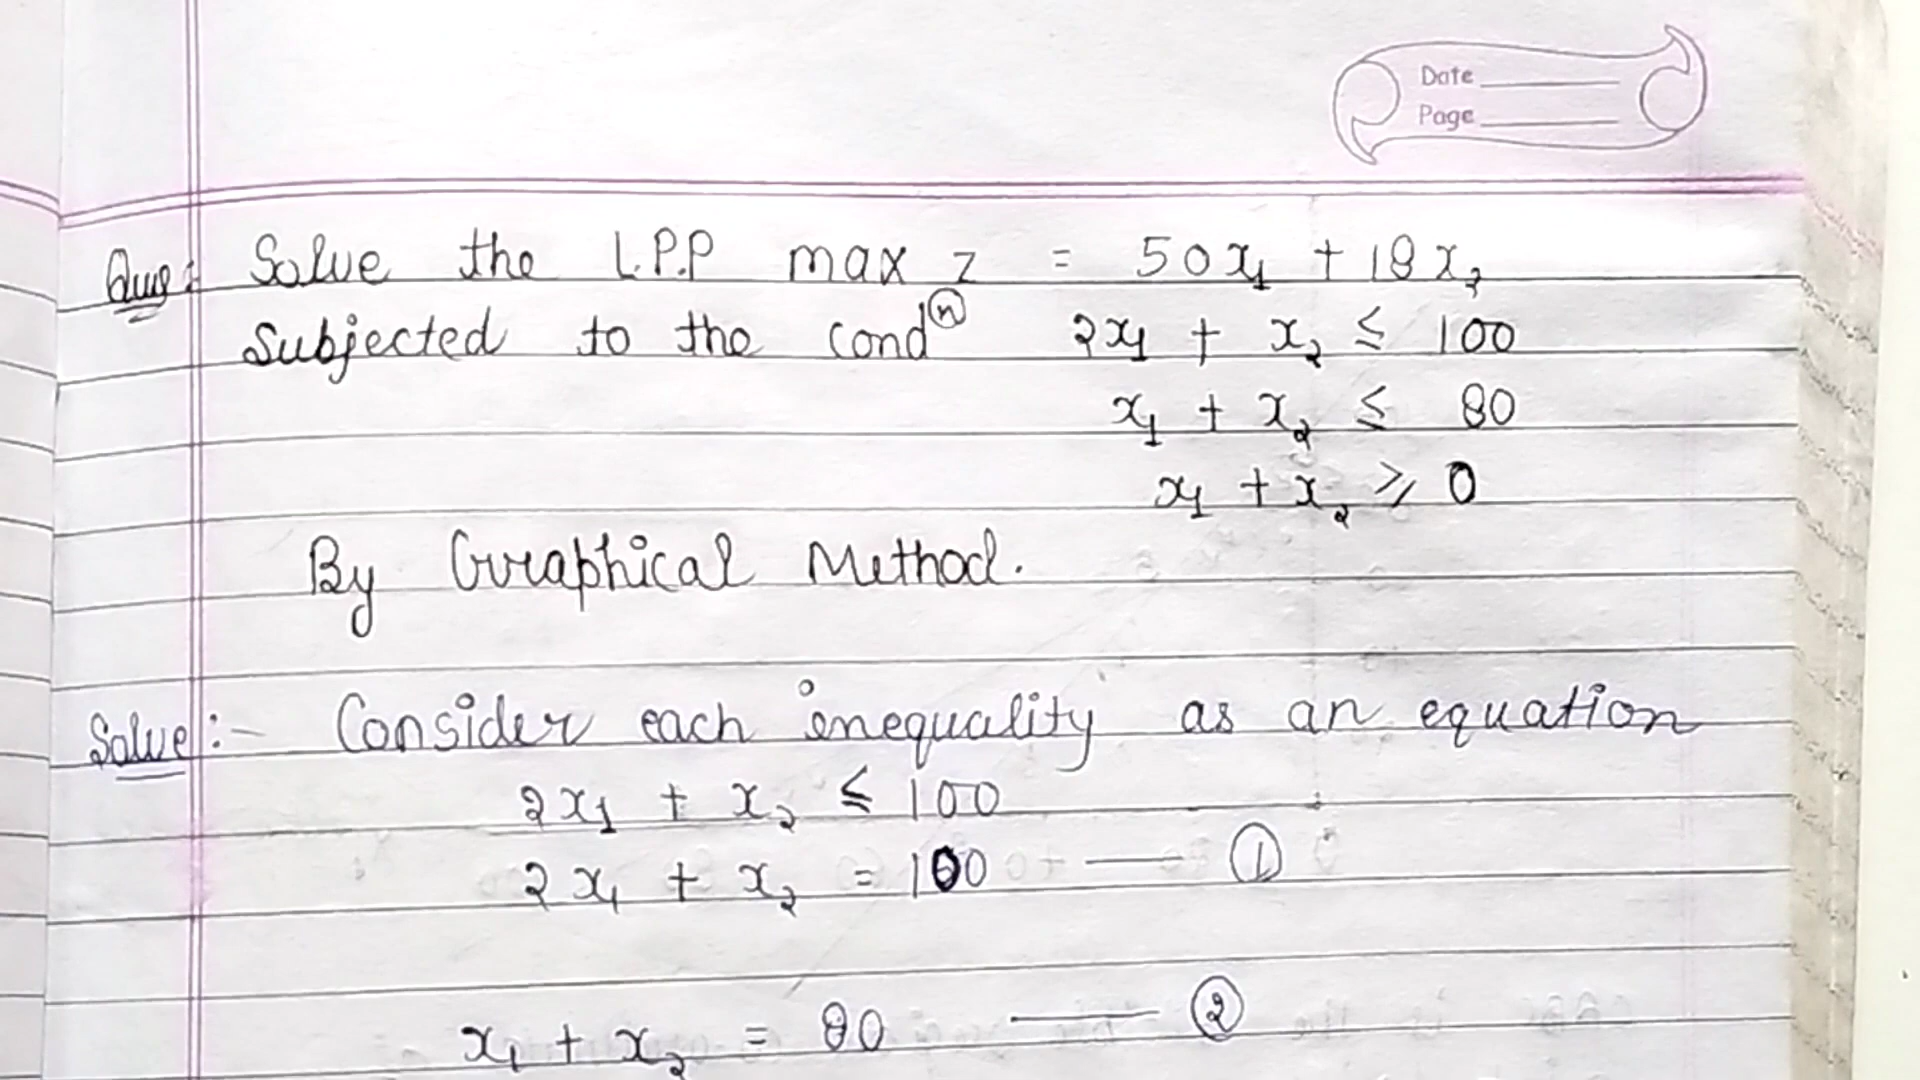 Date
Page
Ques: Solve the L.P.P max z = 50x₁ + 18x₂
Subjected to the condⁿ 2x₁ + x₂ ≤ 100
x₁ + x₂ ≤ 80
x₁ + x₂ ≥ 0
By Graphical Method.
Solve:- Consider each inequality as an equation
2x₁ + x₂ ≤ 100
2x₁ + x₂ = 100 — ①
x₁ + x₂ = 80 — ②